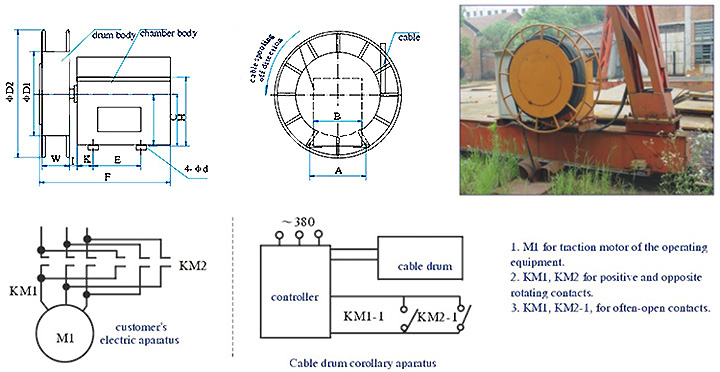 drum body
chamber body
ΦD2
ΦD1
C
H
W
K
E
F
4-Φd
cable spooling
off direction
cable
B
A
KM1
KM2
M1
customer's
electric aparatus
～380
controller
cable drum
KM1-1
KM2-1
Cable drum corollary aparatus
1. M1 for traction motor of the operating
equipment.
2. KM1, KM2 for positive and opposite
rotating contacts.
3. KM1, KM2-1, for often-open contacts.